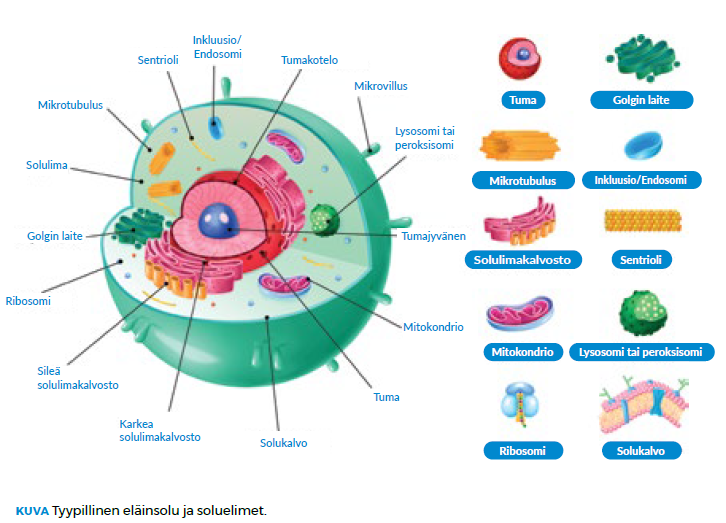 Inkluusio/
Endosomi
Sentrioli
Tumakotelo
Mikrovillus
Mikrotubulus
Lysosomi tai
peroksisomi
Solulima
Golgin laite
Tumajyvänen
Ribosomi
Mitokondrio
Sileä
solulimakalvosto
Tuma
Karkea
solulimakalvosto
Solukalvo
Tuma
Golgin laite
Mikrotubulus
Inkluusio/Endosomi
Solulimakalvosto
Sentrioli
Mitokondrio
Lysosomi tai peroksisomi
Ribosomi
Solukalvo
KUVA Tyypillinen eläinsolu ja soluelimet.